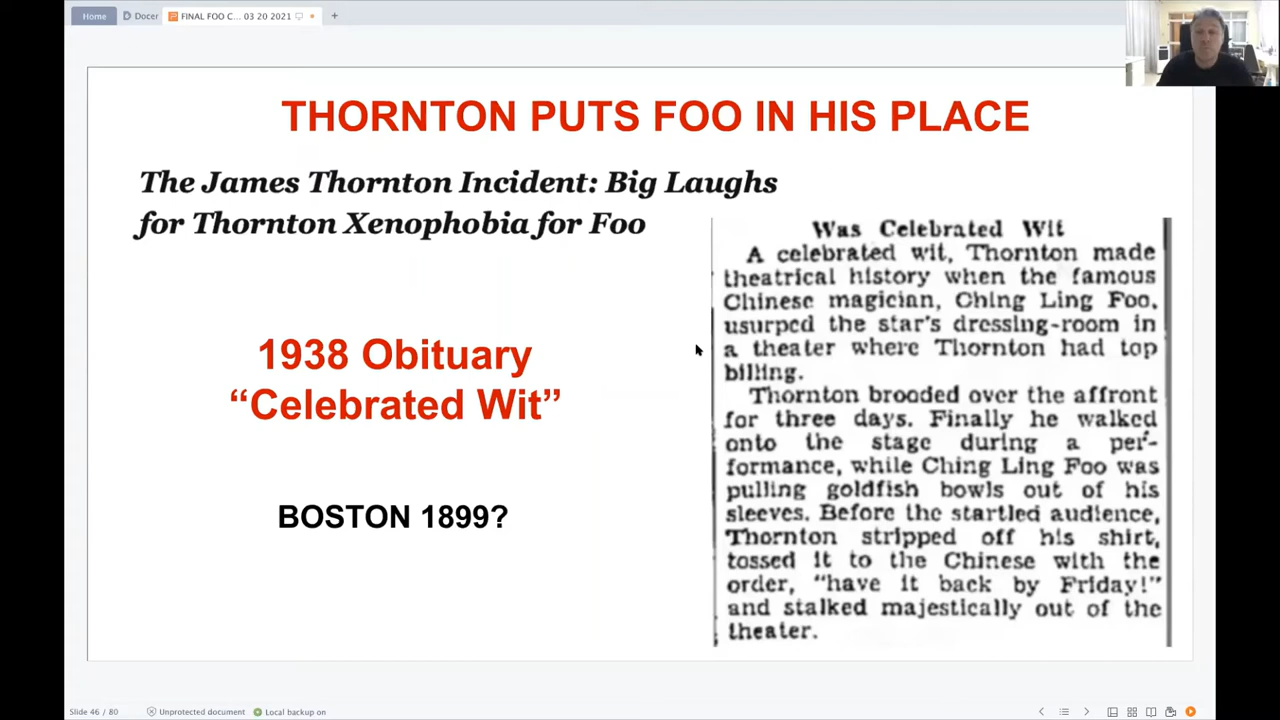 Home
Docer
FINAL FOO C... 03 20 2021
THORNTON PUTS FOO IN HIS PLACE
The James Thornton Incident: Big Laughs
for Thornton Xenophobia for Foo
1938 Obituary
“Celebrated Wit”
BOSTON 1899?
Was Celebrated Wit
A celebrated wit, Thornton made
theatrical history when the famous
Chinese magician, Ching Ling Foo,
usurped the star's dressing-room in
a theater where Thornton had top
billing.
Thornton brooded over the affront
for three days. Finally he walked
onto the stage during a per-
formance, while Ching Ling Foo was
pulling goldfish bowls out of his
sleeves. Before the startled audience,
Thornton stripped off his shirt,
tossed it to the Chinese with the
order, "have it back by Friday!"
and stalked majestically out of the
theater.
Slide 46 / 80
Unprotected document
Local backup on